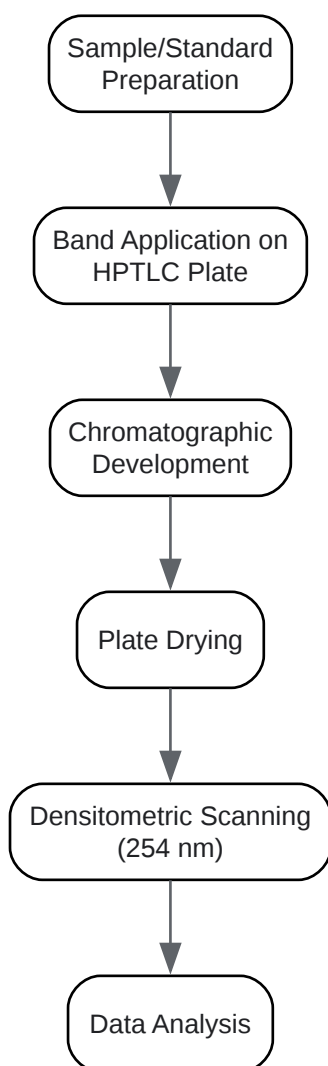 Sample/Standard
Preparation
Band Application on
HPTLC Plate
Chromatographic
Development
Plate Drying
Densitometric Scanning
(254 nm)
Data Analysis